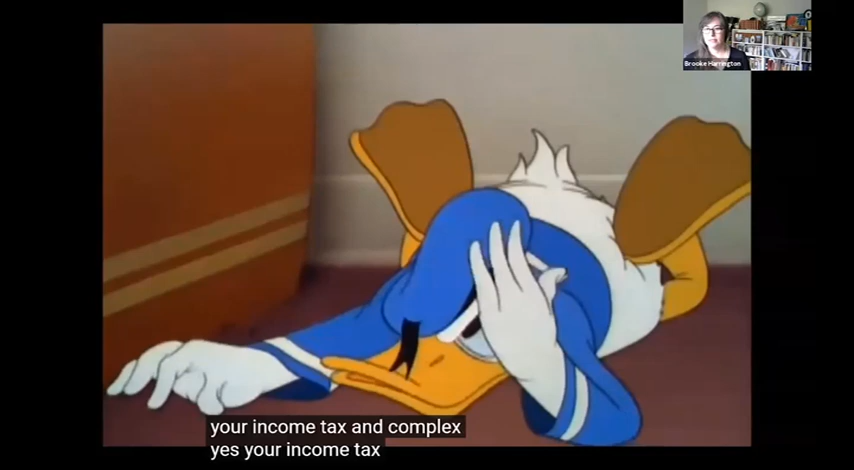 Brooke Harrington
your income tax and complex
yes your income tax